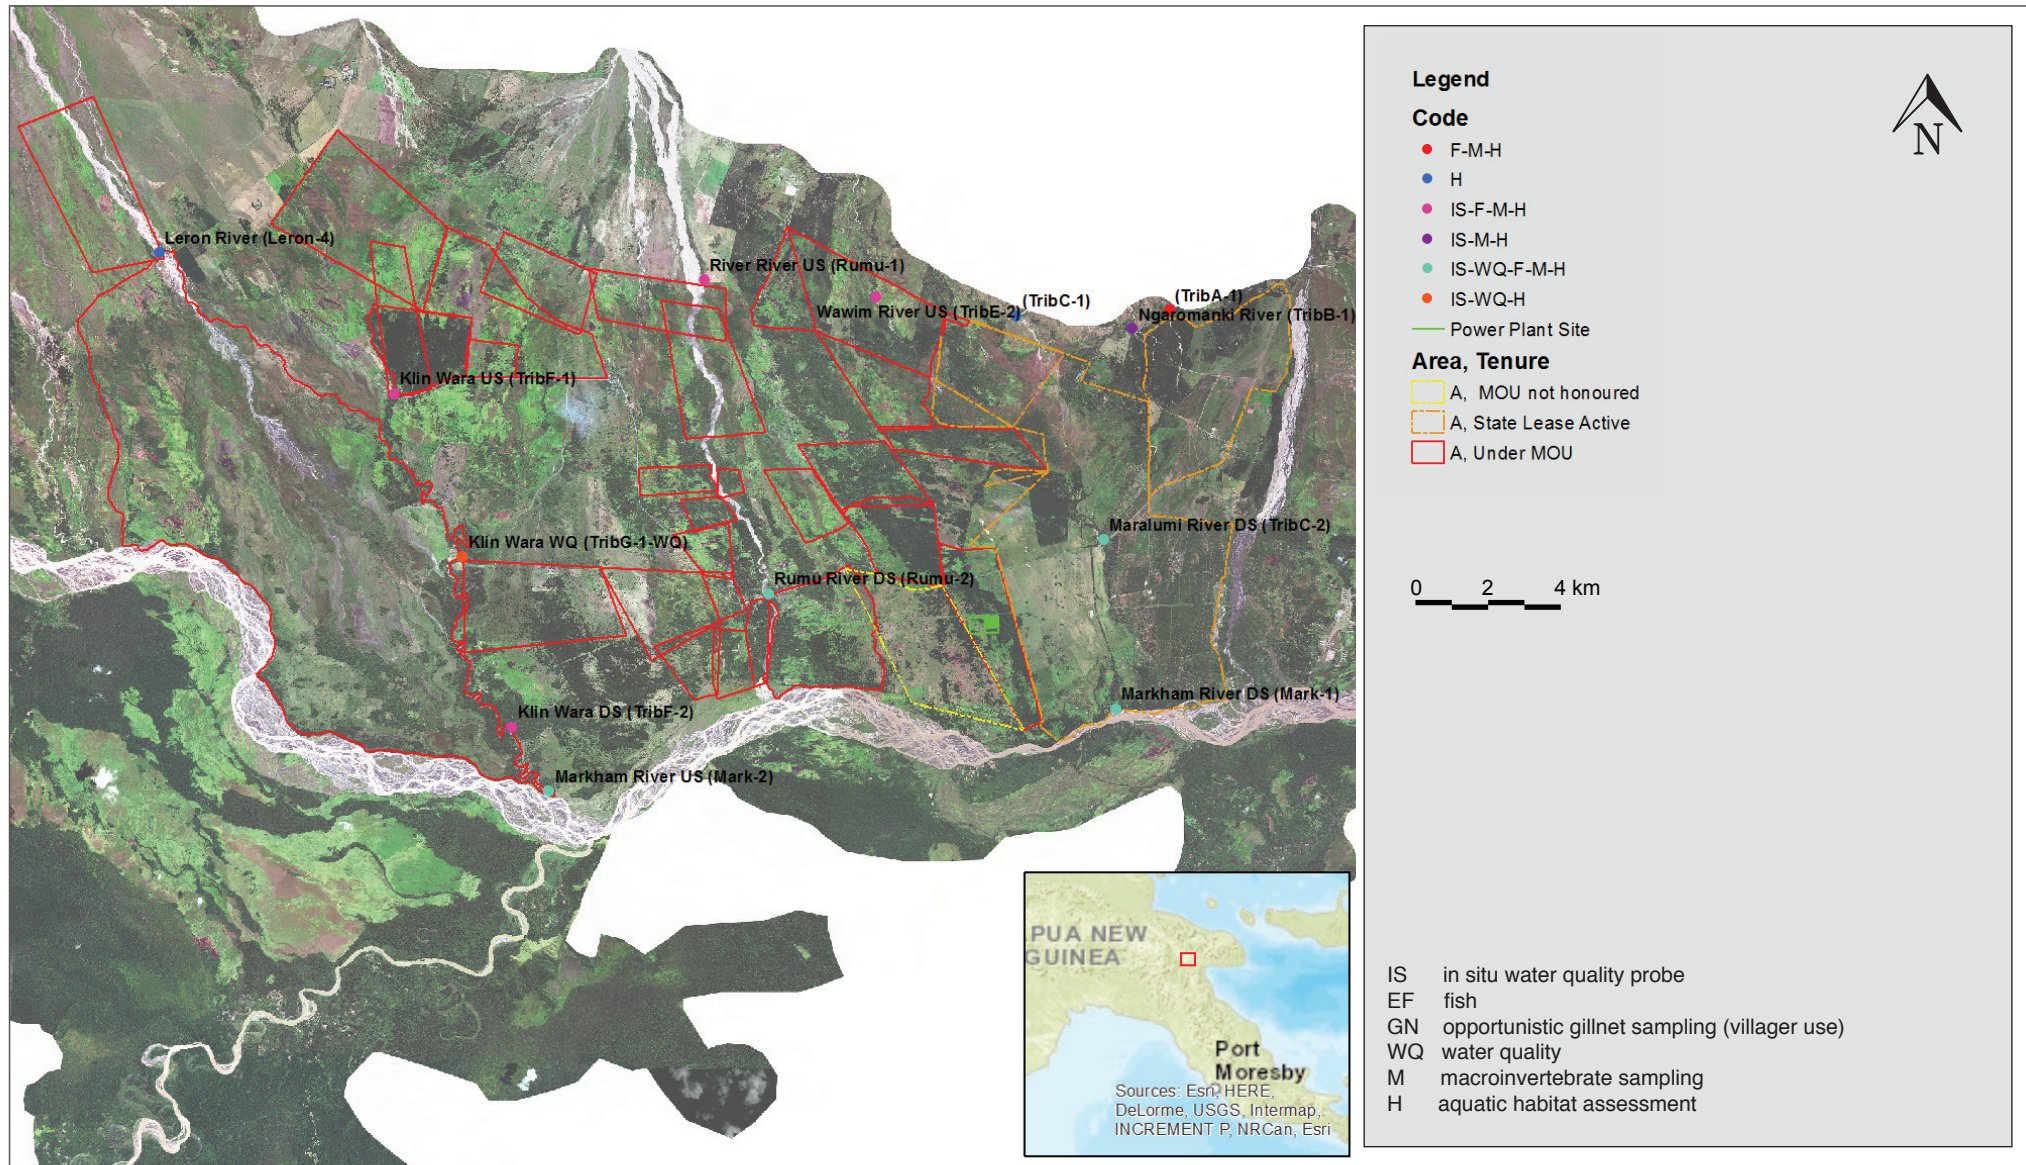 Leron River (Leron-4)
River River US (Rumu-1)
Wawim River US (TribE-2)
(TribC-1)
(TribA-1)
Ngaromanki River (TribB-1)
Klin Wara US (TribF-1)
Maralumi River DS (TribC-2)
Klin Wara WQ (TribG-1-WQ)
Rumu River DS (Rumu-2)
Klin Wara DS (TribF-2)
Markham River DS (Mark-1)
Markham River US (Mark-2)
PUA NEW
GUINEA
Port
Moresby
Sources: Esri, HERE,
DeLorme, USGS, Intermap,
INCREMENT P, NRCan, Esri
Legend
Code
F-M-H
H
IS-F-M-H
IS-M-H
IS-WQ-F-M-H
IS-WQ-H
Power Plant Site
Area, Tenure
A, MOU not honoured
A, State Lease Active
A, Under MOU
N
0 2 4 km
IS in situ water quality probe
EF fish
GN opportunistic gillnet sampling (villager use)
WQ water quality
M macroinvertebrate sampling
H aquatic habitat assessment